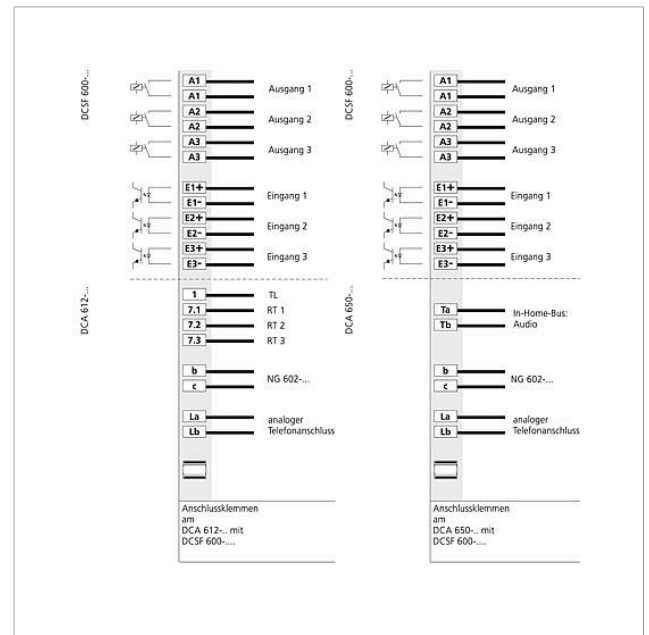 DCSF 600-...
A1
A1
Ausgang 1
A2
A2
Ausgang 2
A3
A3
Ausgang 3
E1+
E1-
Eingang 1
E2+
E2-
Eingang 2
E3+
E3-
Eingang 3
DCA 612-...
1
TL
7.1
RT 1
7.2
RT 2
7.3
RT 3
b
c
NG 602-...
La
Lb
analoger
Telefonanschluss
Anschlussklemmen
am
DCA 612-.. mit
DCSF 600-....
DCSF 600-...
A1
A1
Ausgang 1
A2
A2
Ausgang 2
A3
A3
Ausgang 3
E1+
E1-
Eingang 1
E2+
E2-
Eingang 2
E3+
E3-
Eingang 3
DCA 650-...
Ta
Tb
In-Home-Bus:
Audio
b
c
NG 602-...
La
Lb
analoger
Telefonanschluss
Anschlussklemmen
am
DCA 650-.. mit
DCSF 600-....